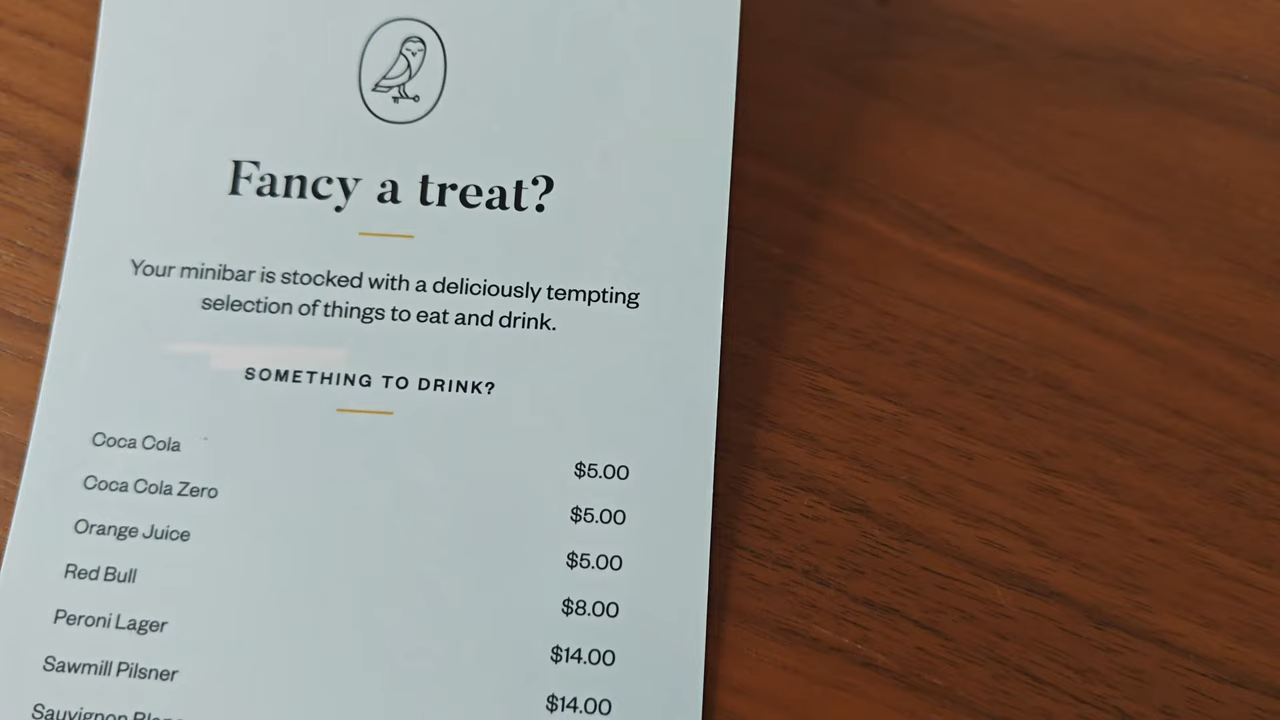 Fancy a treat?
Your minibar is stocked with a deliciously tempting
selection of things to eat and drink.
SOMETHING TO DRINK?
Coca Cola $5.00
Coca Cola Zero $5.00
Orange Juice $5.00
Red Bull $8.00
Peroni Lager $14.00
Sawmill Pilsner $14.00
Sauvignon